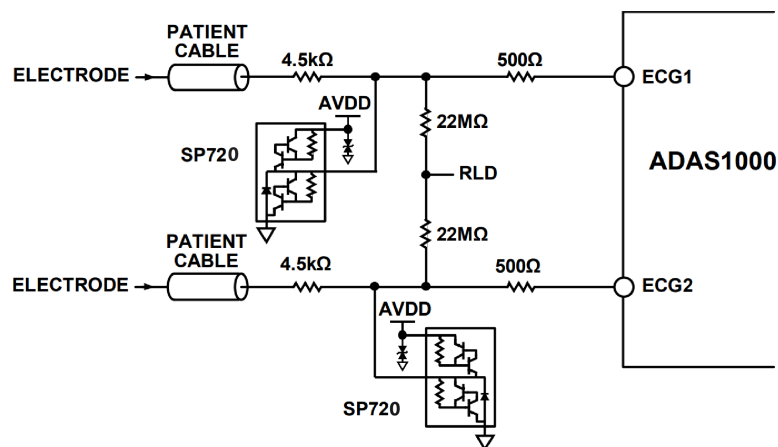 PATIENT
CABLE
ELECTRODE
4.5kΩ
500Ω
ECG1
AVDD
22MΩ
SP720
RLD
ADAS1000
22MΩ
PATIENT
CABLE
ELECTRODE
4.5kΩ
500Ω
ECG2
AVDD
SP720